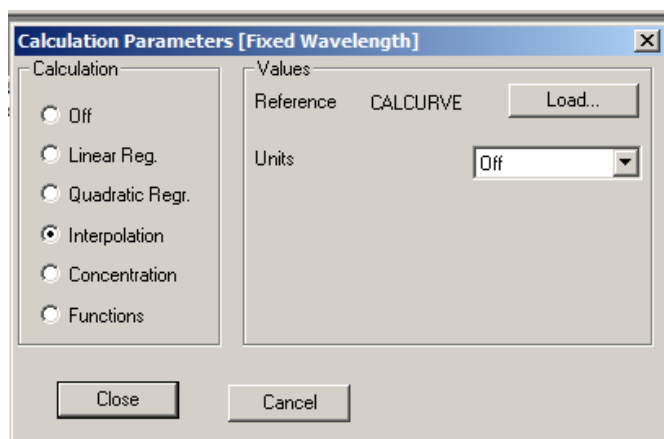 Calculation Parameters [Fixed Wavelength]
Calculation
Off
Linear Reg.
Quadratic Regr.
Interpolation
Concentration
Functions
Values
Reference CALCURVE Load...
Units Off
Close Cancel